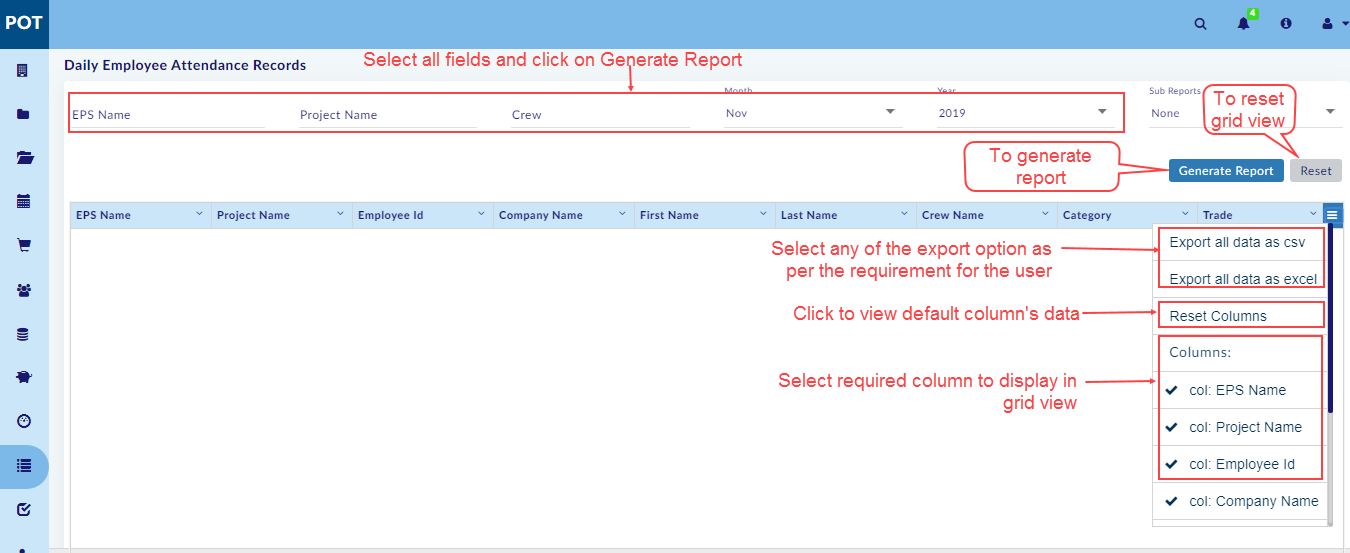 POT
4
Daily Employee Attendance Records
Select all fields and click on Generate Report
EPS Name
Project Name
Crew
Month
Nov
Year
2019
Sub Reports
None
To reset
grid view
To generate
report
Generate Report
Reset
EPS Name
Project Name
Employee Id
Company Name
First Name
Last Name
Crew Name
Category
Trade
Select any of the export option as
per the requirement for the user
Export all data as csv
Export all data as excel
Click to view default column's data
Reset Columns
Columns:
Select required column to display in
grid view
col: EPS Name
col: Project Name
col: Employee Id
col: Company Name